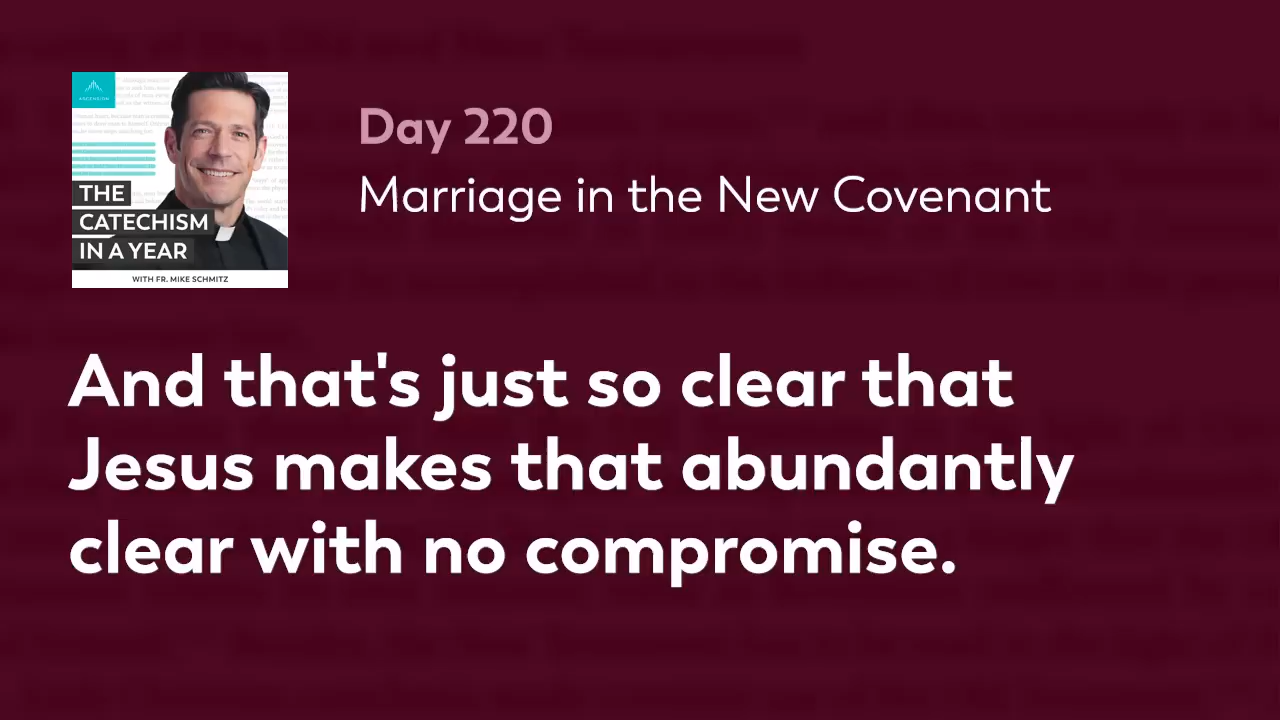 ASCENSION
THE
CATECHISM
IN A YEAR
WITH FR. MIKE SCHMITZ
Day 220
Marriage in the New Covenant
And that's just so clear that
Jesus makes that abundantly
clear with no compromise.